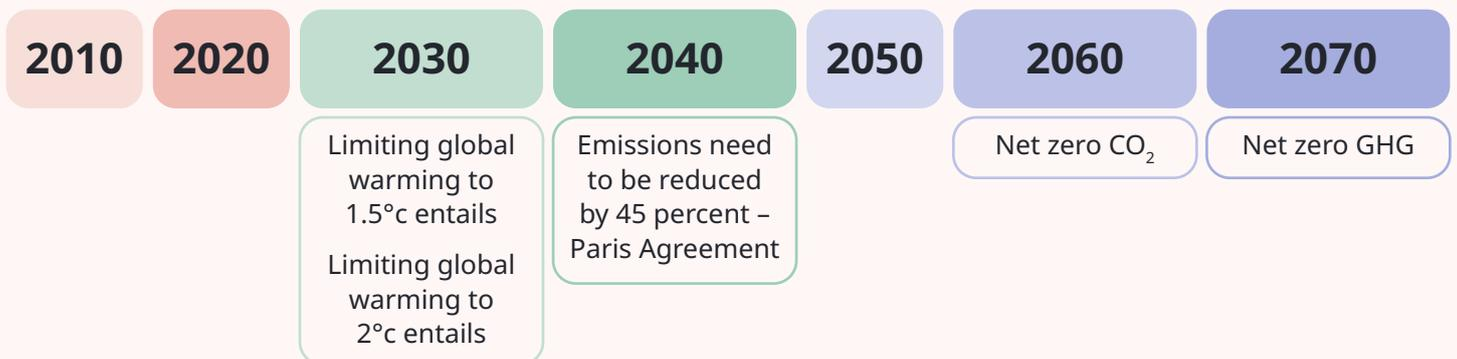 2010
2020
2030
2040
2050
2060
2070
Limiting global
warming to
1.5°c entails
Limiting global
warming to
2°c entails
Emissions need
to be reduced
by 45 percent –
Paris Agreement
Net zero CO₂
Net zero GHG